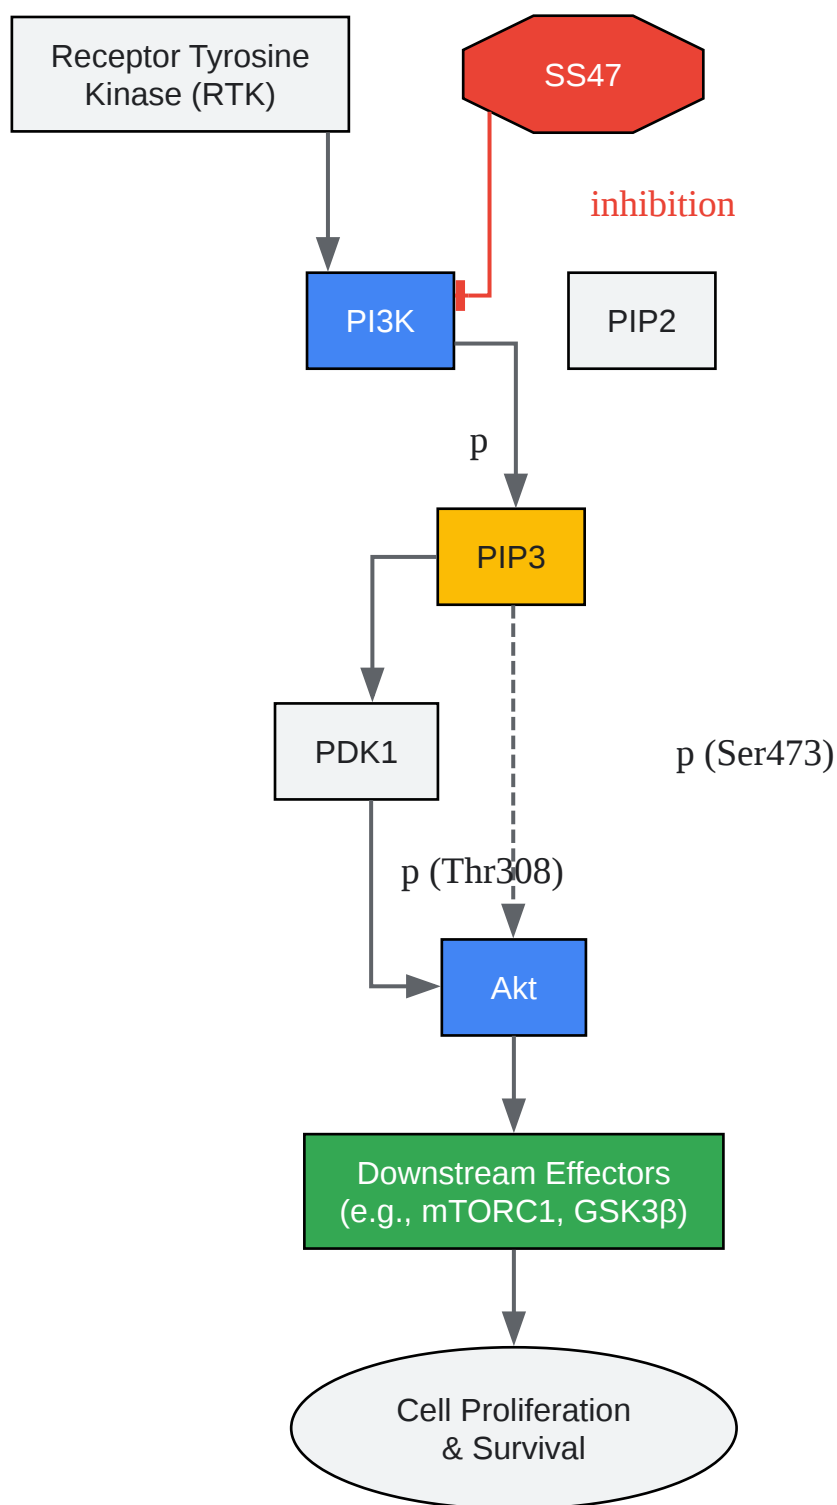 Receptor Tyrosine
Kinase (RTK)
SS47
inhibition
PI3K
PIP2
p
PIP3
PDK1
p (Ser473)
p (Thr308)
Akt
Downstream Effectors
(e.g., mTORC1, GSK3β)
Cell Proliferation
& Survival